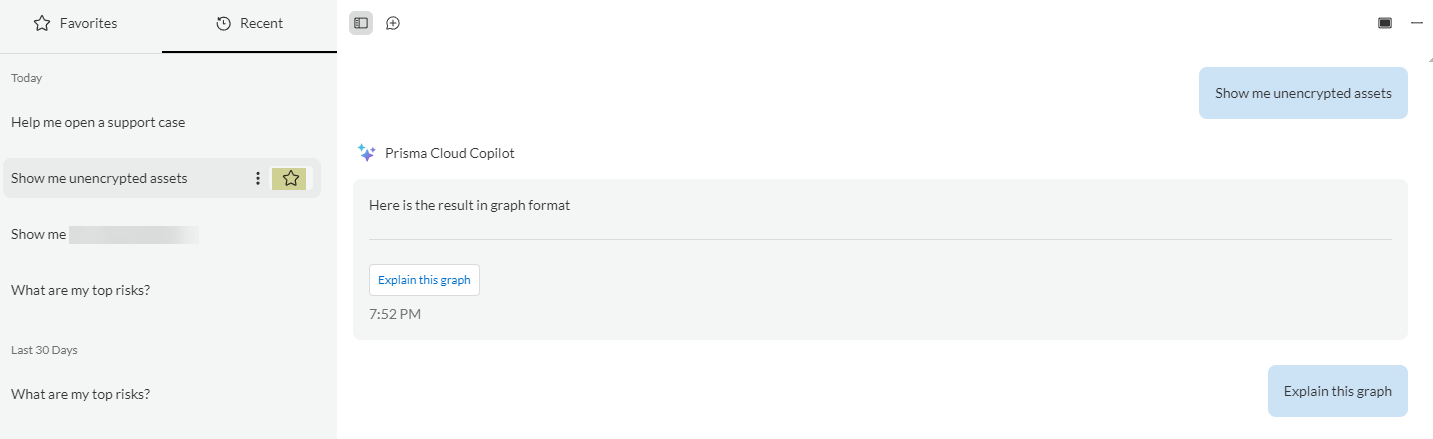 Favorites
Recent
Today
Help me open a support case
Show me unencrypted assets
Show me
What are my top risks?
Last 30 Days
What are my top risks?
Show me unencrypted assets
Prisma Cloud Copilot
Here is the result in graph format
Explain this graph
7:52 PM
Explain this graph